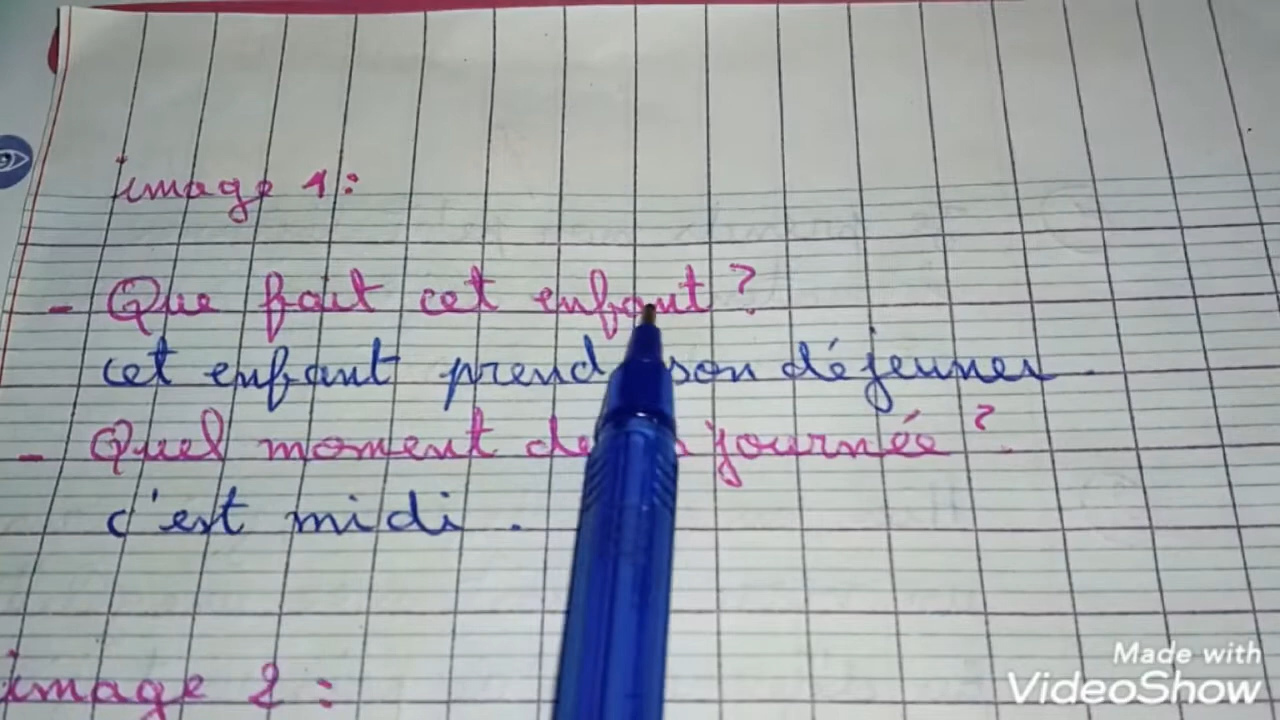 image 1:
- Que fait cet enfant ?
cet enfant prend son déjeuner.
- Quel moment de journée ?
c'est midi.
image 2 :
Made with
VideoShow